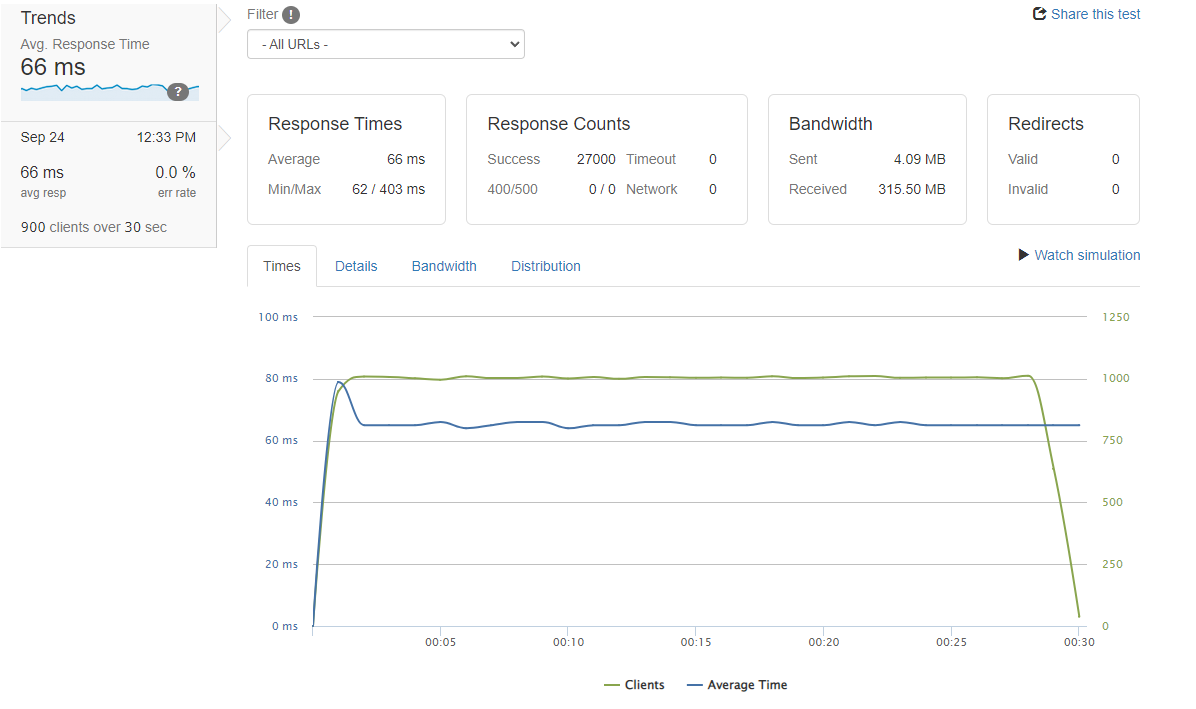 Trends
Avg. Response Time
66 ms
?
Sep 24 12:33 PM
66 ms 0.0 %
avg resp err rate
900 clients over 30 sec
Filter !
- All URLs -
Share this test
Response Times
Average 66 ms
Min/Max 62 / 403 ms
Response Counts
Success 27000 Timeout 0
400/500 0 / 0 Network 0
Bandwidth
Sent 4.09 MB
Received 315.50 MB
Redirects
Valid 0
Invalid 0
Times Details Bandwidth Distribution
Watch simulation
100 ms 1250
80 ms 1000
60 ms 750
40 ms 500
20 ms 250
0 ms 0
00:05 00:10 00:15 00:20 00:25 00:30
Clients Average Time